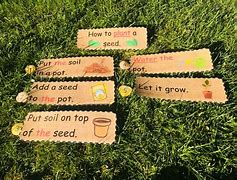 How to plant a
seed.
Put the soil
in a pot.
Water the
pot.
Add a seed
to the pot.
Let it grow.
Put soil on top
of the seed.